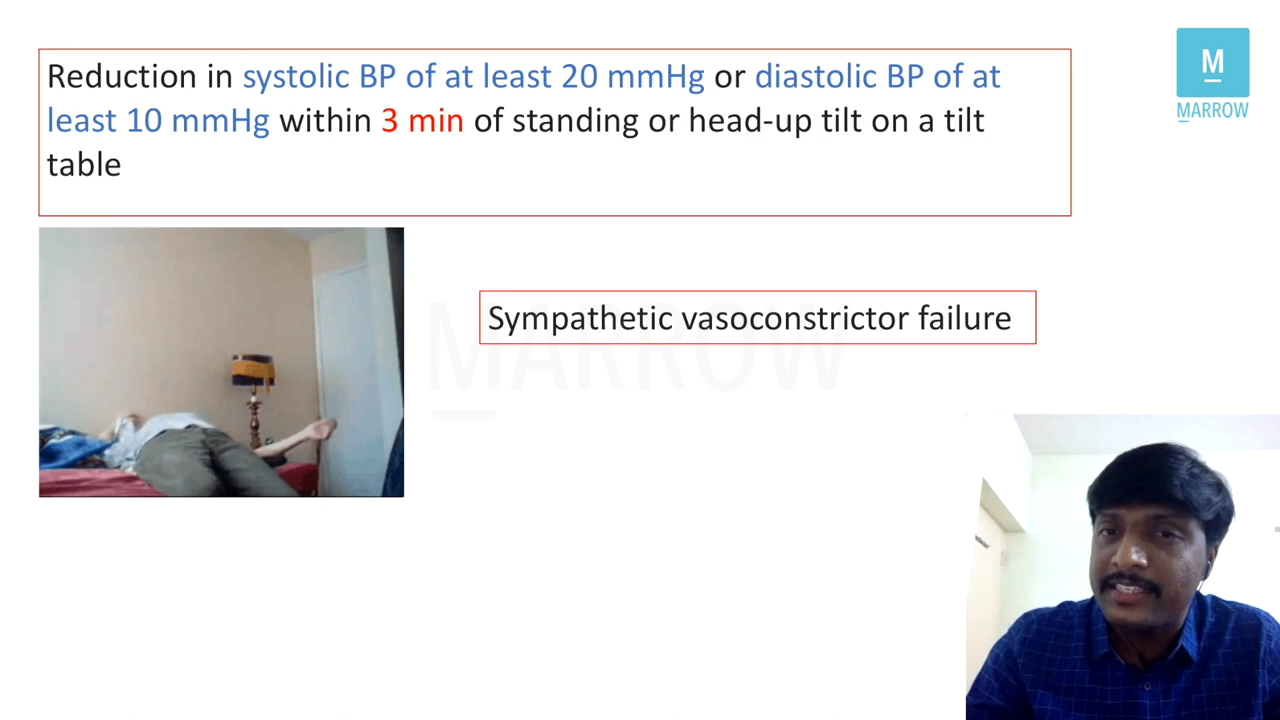 Reduction in systolic BP of at least 20 mmHg or diastolic BP of at
least 10 mmHg within 3 min of standing or head-up tilt on a tilt
table
M
MARROW
Sympathetic vasoconstrictor failure
MARROW